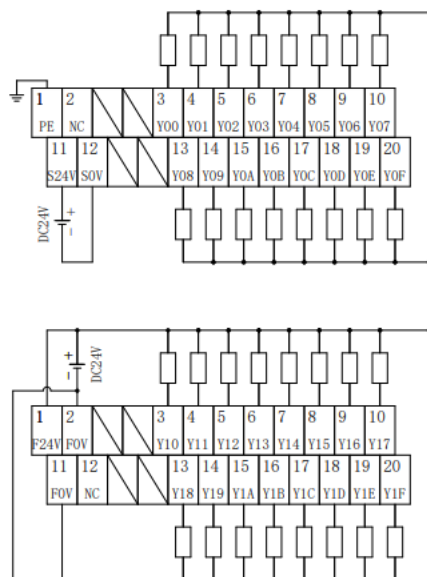 1 2 3 4 5 6 7 8 9 10
PE NC Y00 Y01 Y02 Y03 Y04 Y05 Y06 Y07
11 12 13 14 15 16 17 18 19 20
S24V S0V Y08 Y09 Y0A Y0B Y0C Y0D Y0E Y0F
DC24V - +
- + DC24V
1 2 3 4 5 6 7 8 9 10
F24V F0V Y10 Y11 Y12 Y13 Y14 Y15 Y16 Y17
11 12 13 14 15 16 17 18 19 20
F0V NC Y18 Y19 Y1A Y1B Y1C Y1D Y1E Y1F